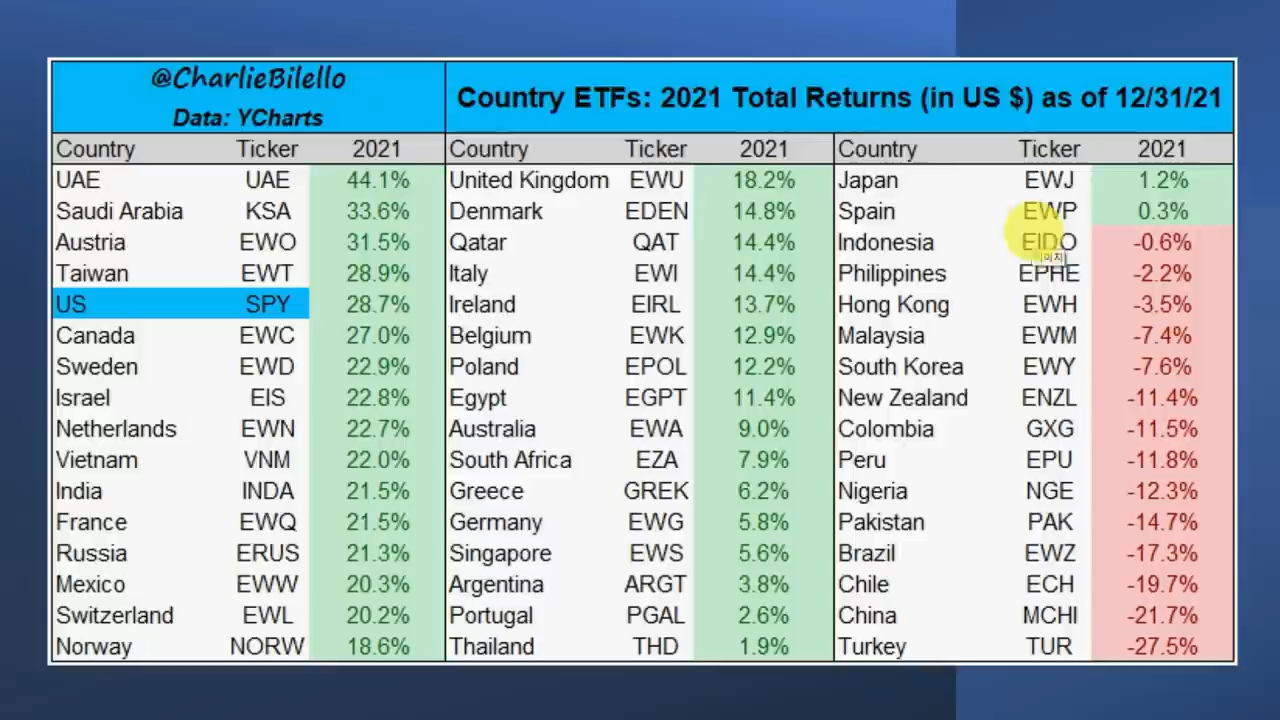 @CharlieBilello
Data: YCharts
Country ETFs: 2021 Total Returns (in US $) as of 12/31/21
Country Ticker 2021 Country Ticker 2021 Country Ticker 2021
UAE UAE 44.1% United Kingdom EWU 18.2% Japan EWJ 1.2%
Saudi Arabia KSA 33.6% Denmark EDEN 14.8% Spain EWP 0.3%
Austria EWO 31.5% Qatar QAT 14.4% Indonesia EIDO -0.6%
Taiwan EWT 28.9% Italy EWI 14.4% Philippines EPHE -2.2%
US SPY 28.7% Ireland EIRL 13.7% Hong Kong EWH -3.5%
Canada EWC 27.0% Belgium EWK 12.9% Malaysia EWM -7.4%
Sweden EWD 22.9% Poland EPOL 12.2% South Korea EWY -7.6%
Israel EIS 22.8% Egypt EGPT 11.4% New Zealand ENZL -11.4%
Netherlands EWN 22.7% Australia EWA 9.0% Colombia GXG -11.5%
Vietnam VNM 22.0% South Africa EZA 7.9% Peru EPU -11.8%
India INDA 21.5% Greece GREK 6.2% Nigeria NGE -12.3%
France EWQ 21.5% Germany EWG 5.8% Pakistan PAK -14.7%
Russia ERUS 21.3% Singapore EWS 5.6% Brazil EWZ -17.3%
Mexico EWW 20.3% Argentina ARGT 3.8% Chile ECH -19.7%
Switzerland EWL 20.2% Portugal PGAL 2.6% China MCHI -21.7%
Norway NORW 18.6% Thailand THD 1.9% Turkey TUR -27.5%